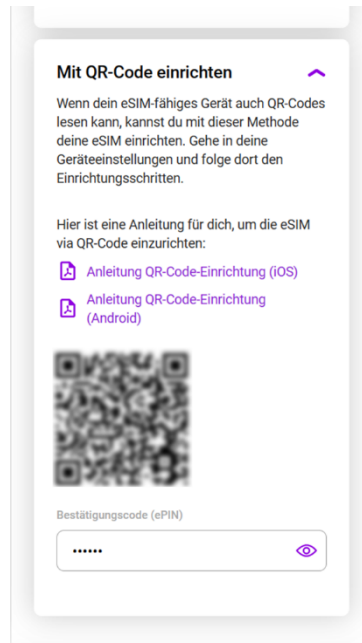 Mit QR-Code einrichten
Wenn dein eSIM-fähiges Gerät auch QR-Codes
lesen kann, kannst du mit dieser Methode
deine eSIM einrichten. Gehe in deine
Geräteeinstellungen und folge dort den
Einrichtungsschritten.
Hier ist eine Anleitung für dich, um die eSIM
via QR-Code einzurichten:
Anleitung QR-Code-Einrichtung (iOS)
Anleitung QR-Code-Einrichtung
(Android)
Bestätigungscode (ePIN)
••••••